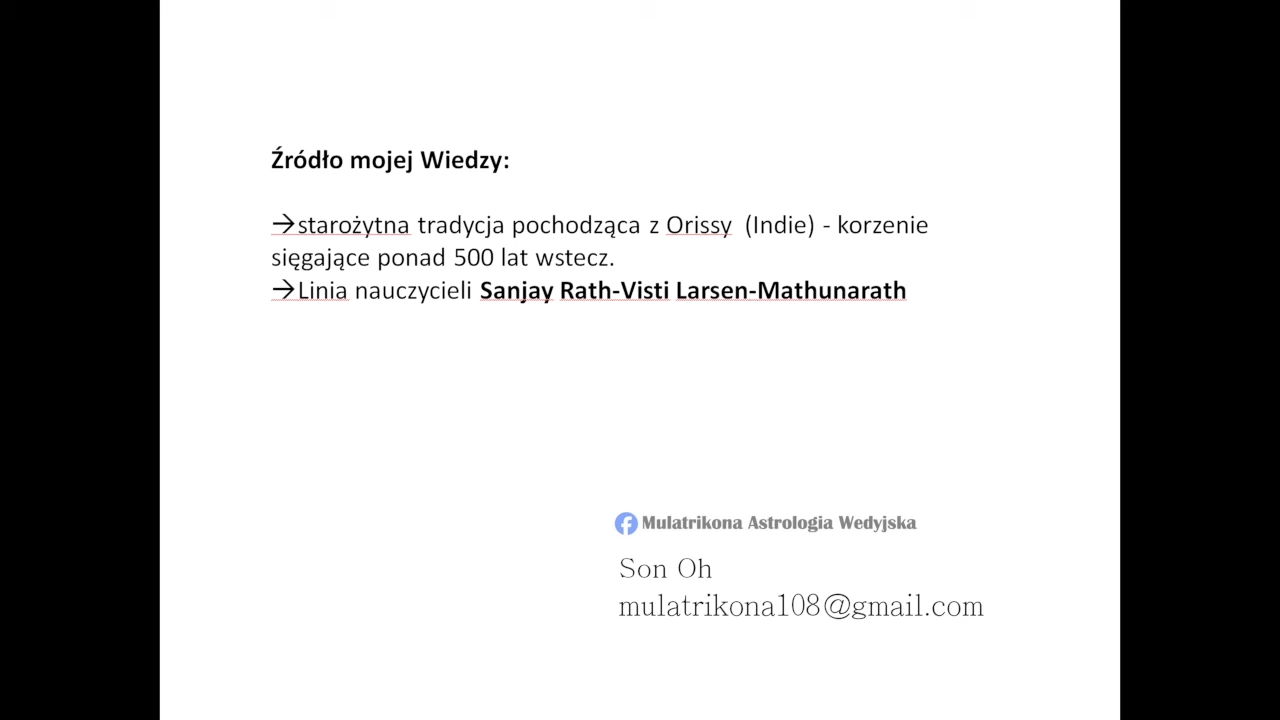 Źródło mojej Wiedzy:
→starożytna tradycja pochodząca z Orissy (Indie) - korzenie
sięgające ponad 500 lat wstecz.
→Linia nauczycieli Sanjay Rath-Visti Larsen-Mathunarath
Mulatrikona Astrologia Wedyjska
Son Oh
mulatrikona108@gmail.com